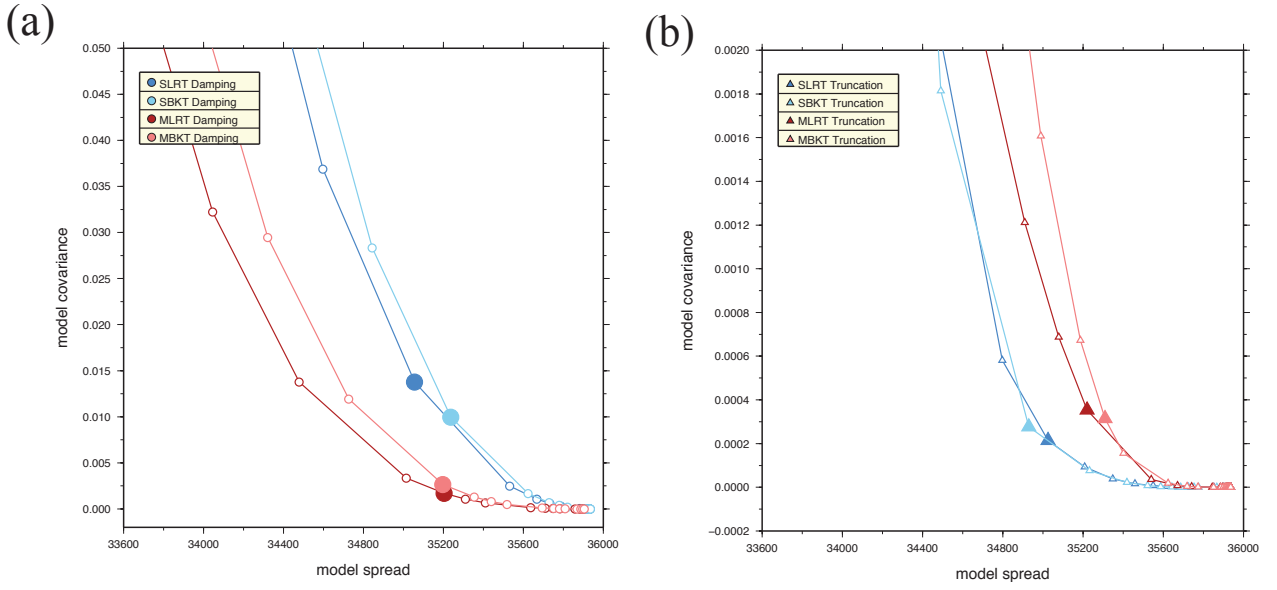 (a)
0.050
0.045
0.040
0.035
0.030
0.025
0.020
0.015
0.010
0.005
0.000
model covariance
SLRT Damping
SBKT Damping
MLRT Damping
MBKT Damping
33600 34000 34400 34800 35200 35600 36000
model spread
(b)
0.0020
0.0018
0.0016
0.0014
0.0012
0.0010
0.0008
0.0006
0.0004
0.0002
0.0000
−0.0002
model covariance
SLRT Truncation
SBKT Truncation
MLRT Truncation
MBKT Truncation
33600 34000 34400 34800 35200 35600 36000
model spread